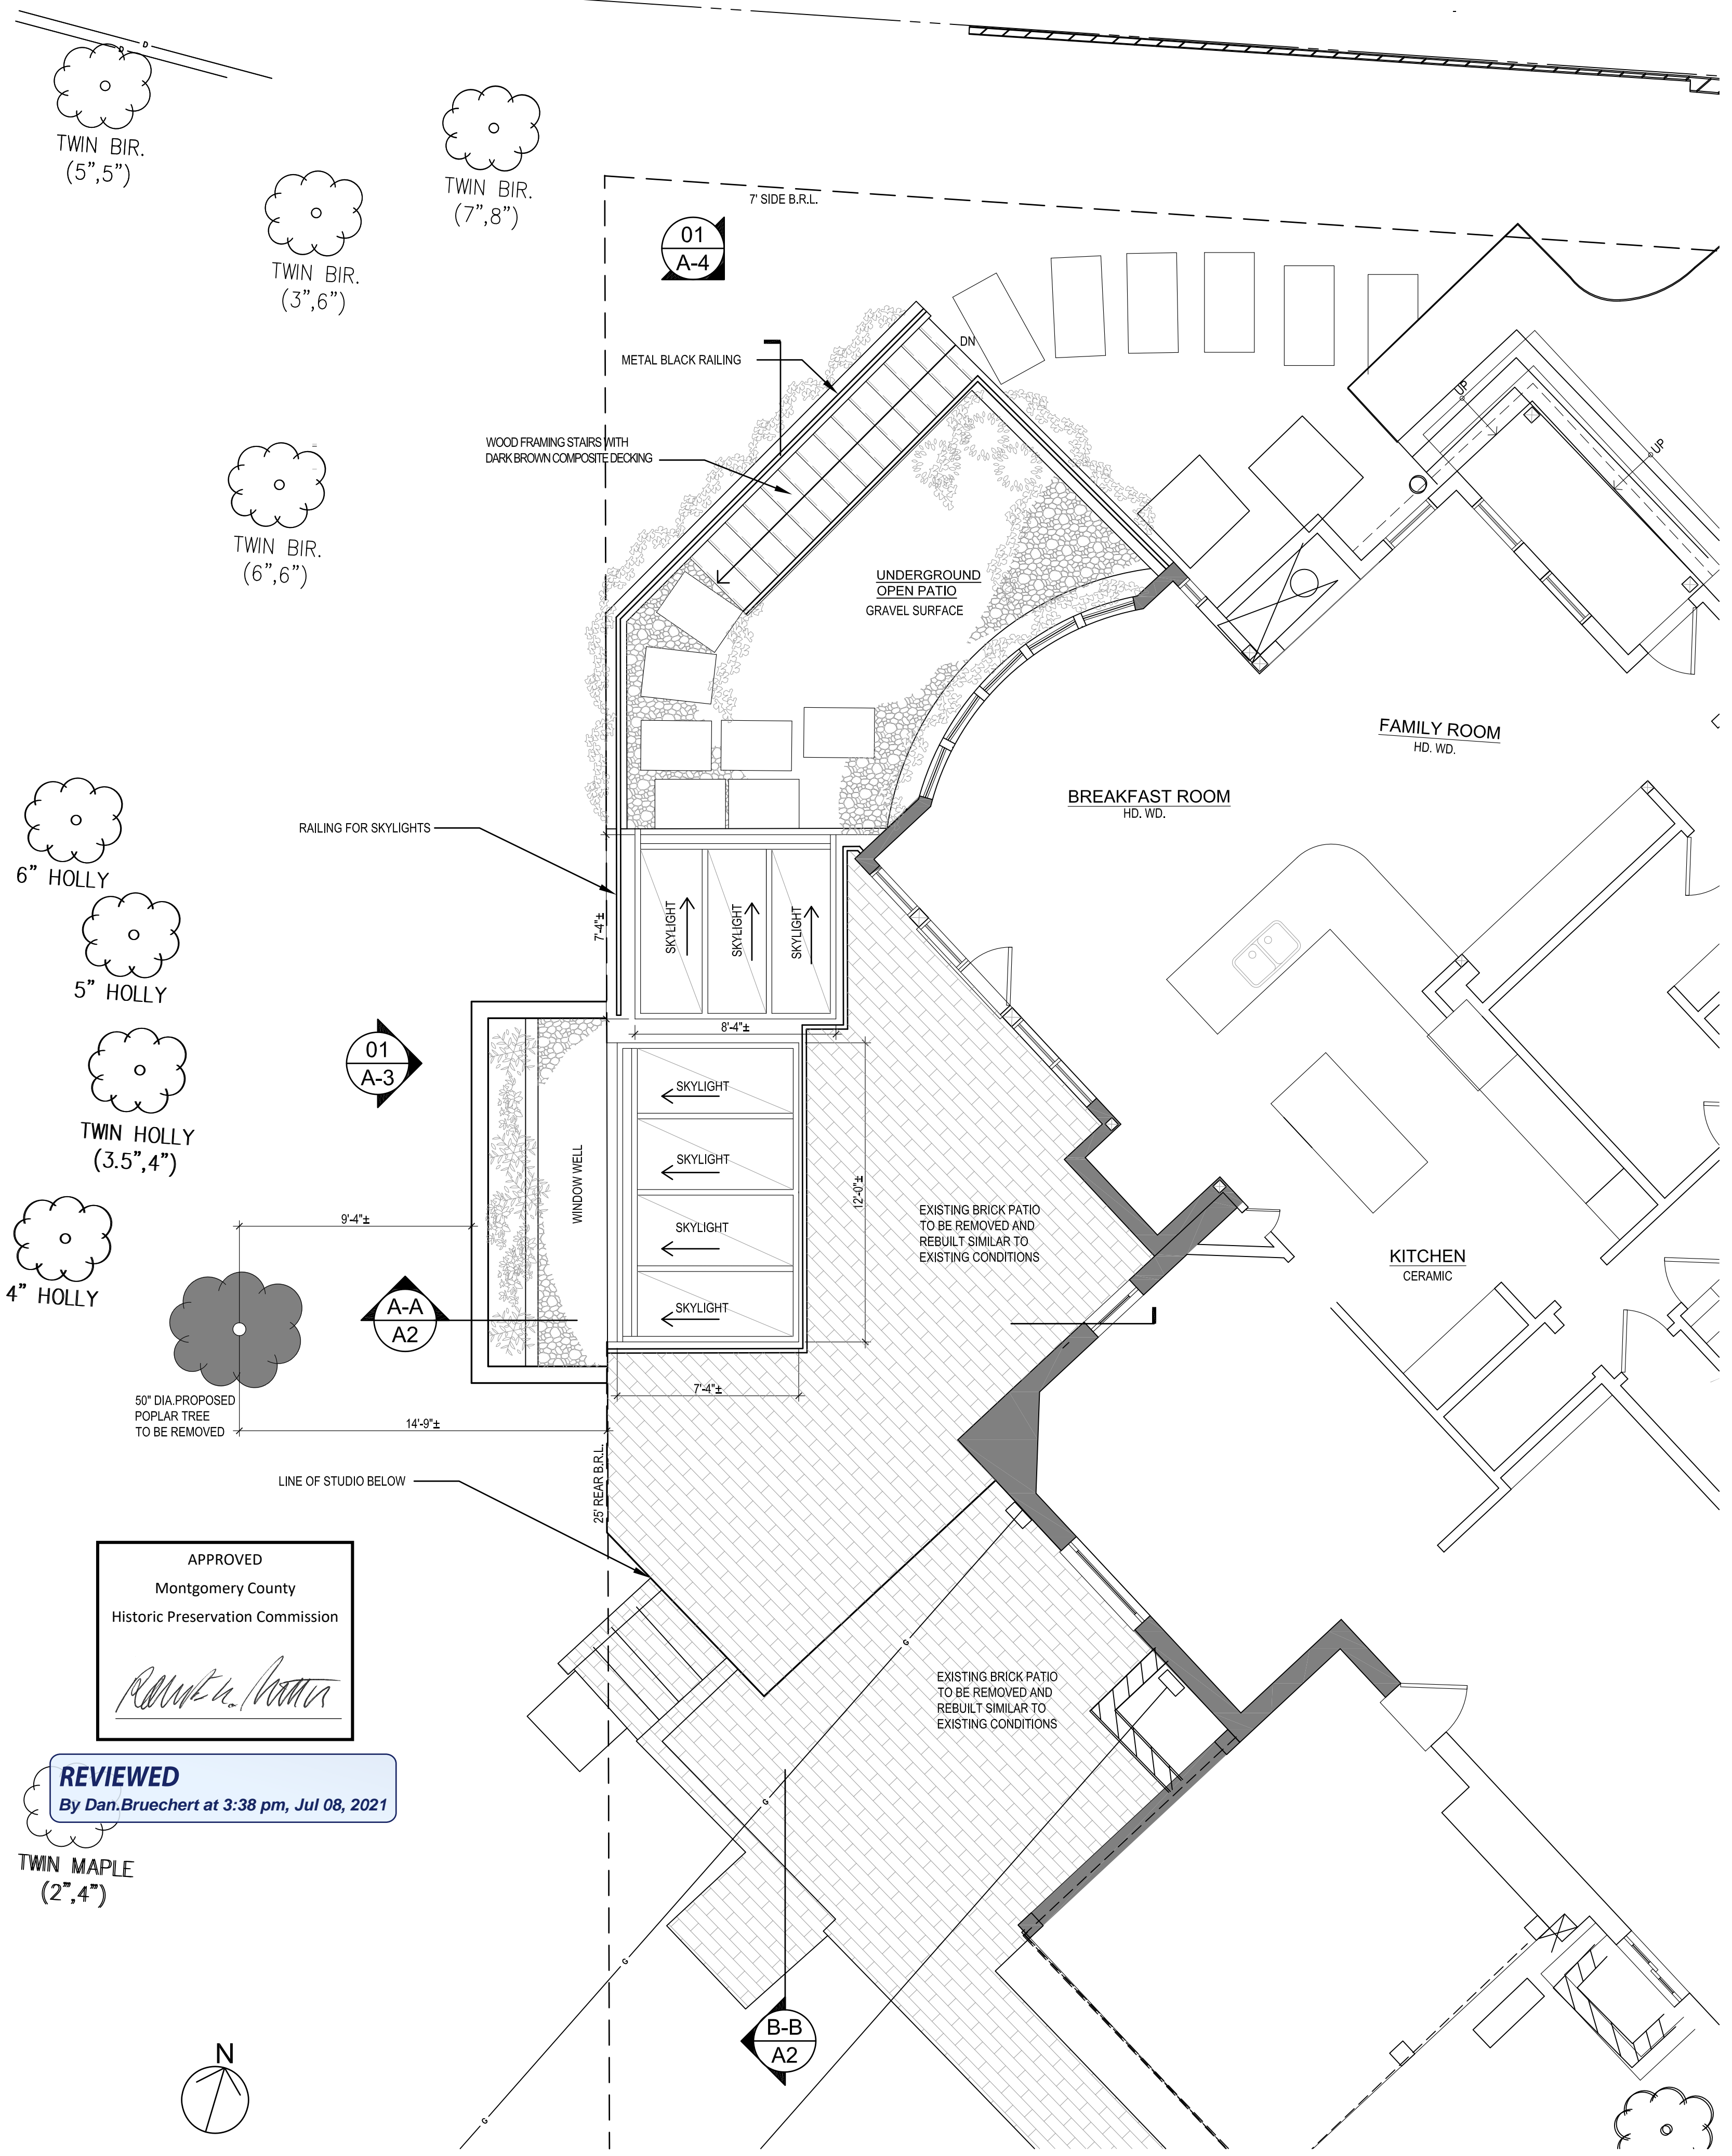 D
D
TWIN BIR.
(5",5")
TWIN BIR.
(7",8")
TWIN BIR.
(3",6")
7' SIDE B.R.L.
01
A-4
METAL BLACK RAILING
DN
UP
UP
WOOD FRAMING STAIRS WITH
DARK BROWN COMPOSITE DECKING
TWIN BIR.
(6",6")
UNDERGROUND
OPEN PATIO
GRAVEL SURFACE
FAMILY ROOM
HD. WD.
BREAKFAST ROOM
HD. WD.
6" HOLLY
RAILING FOR SKYLIGHTS
7'-4"±
SKYLIGHT
SKYLIGHT
SKYLIGHT
5" HOLLY
8'-4"±
01
A-3
TWIN HOLLY
(3.5",4")
SKYLIGHT
SKYLIGHT
SKYLIGHT
SKYLIGHT
WINDOW WELL
12'-0"±
9'-4"±
EXISTING BRICK PATIO
TO BE REMOVED AND
REBUILT SIMILAR TO
EXISTING CONDITIONS
KITCHEN
CERAMIC
4" HOLLY
A-A
A2
50" DIA.PROPOSED
POPLAR TREE
TO BE REMOVED
7'-4"±
14'-9"±
25' REAR B.R.L.
LINE OF STUDIO BELOW
APPROVED
Montgomery County
Historic Preservation Commission
G
EXISTING BRICK PATIO
TO BE REMOVED AND
REBUILT SIMILAR TO
EXISTING CONDITIONS
REVIEWED
By Dan.Bruechert at 3:38 pm, Jul 08, 2021
G
TWIN MAPLE
(2",4")
G
N
B-B
A2
G